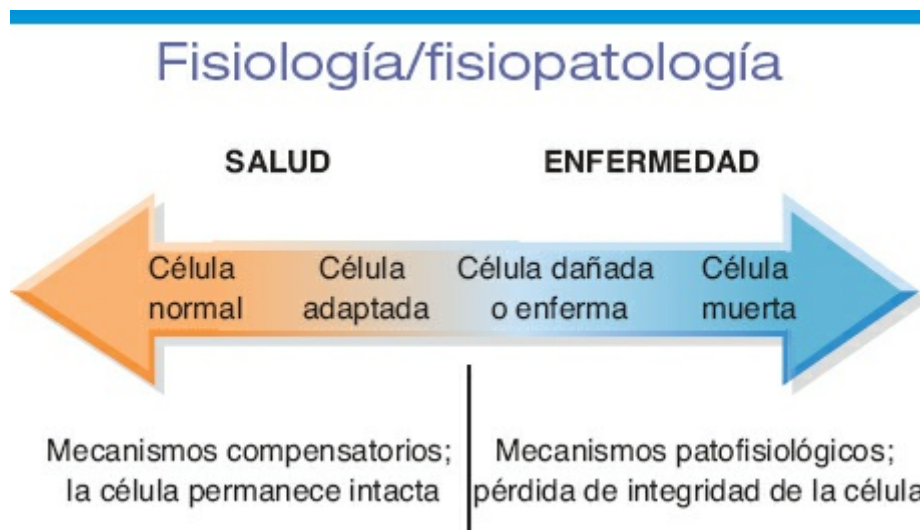 Fisiología/fisiopatología
SALUD
ENFERMEDAD
Célula normal
Célula adaptada
Célula dañada o enferma
Célula muerta
Mecanismos compensatorios;
la célula permanece intacta
Mecanismos patofisiológicos;
pérdida de integridad de la célula